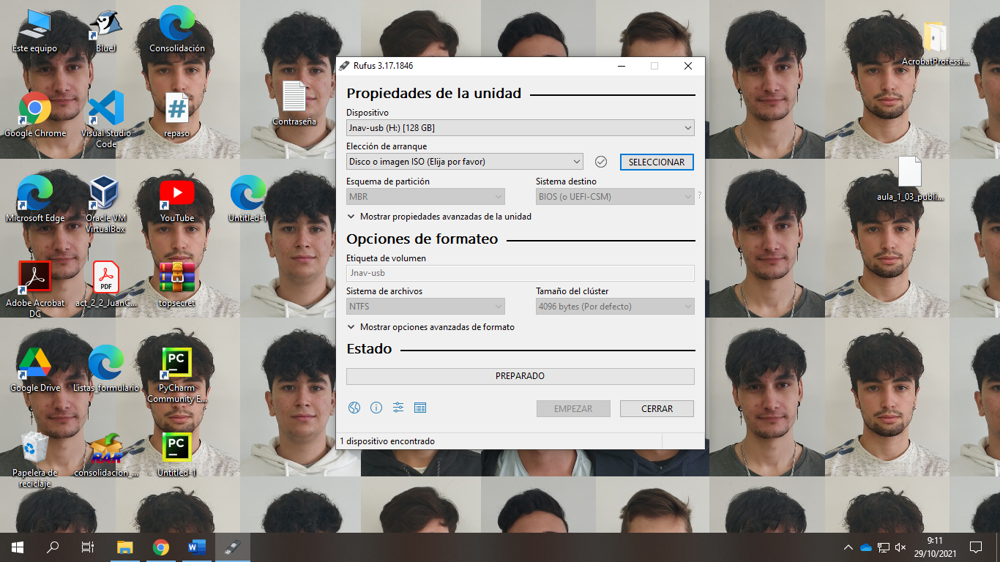 Este equipo
BlueJ
Consolidación
Google Chrome
Visual Studio
Code
repaso
Contraseña
Microsoft Edge
Oracle VM
VirtualBox
YouTube
Untitled-1
Adobe Acrobat
DC
PDF
act_2_2_JuanC...
topsecret
Google Drive
Listas_formulario
PC
PyCharm
Community E...
Papelera de
reciclaje
RAR
consolidacion_...
PC
Untitled-1
AcrobatProfessi...
aula_1_03_publi...
Rufus 3.17.1846
Propiedades de la unidad
Dispositivo
Jnav-usb (H:) [128 GB]
Elección de arranque
Disco o imagen ISO (Elija por favor)
SELECCIONAR
Esquema de partición
Sistema destino
MBR
BIOS (o UEFI-CSM)
?
Mostrar propiedades avanzadas de la unidad
Opciones de formateo
Etiqueta de volumen
Jnav-usb
Sistema de archivos
Tamaño del clúster
NTFS
4096 bytes (Por defecto)
Mostrar opciones avanzadas de formato
Estado
PREPARADO
EMPEZAR
CERRAR
1 dispositivo encontrado
9:11
29/10/2021